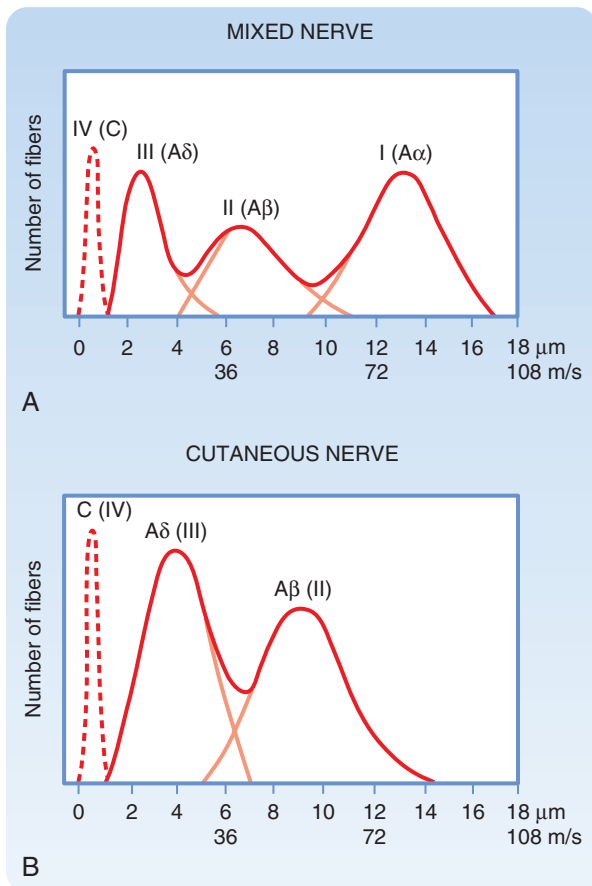 MIXED NERVE
Number of fibers
IV (C)
III (Aδ)
II (Aβ)
I (Aα)
0 2 4 6 8 10 12 14 16 18 μm
36 72 108 m/s
A
CUTANEOUS NERVE
Number of fibers
C (IV)
Aδ (III)
Aβ (II)
0 2 4 6 8 10 12 14 16 18 μm
36 72 108 m/s
B